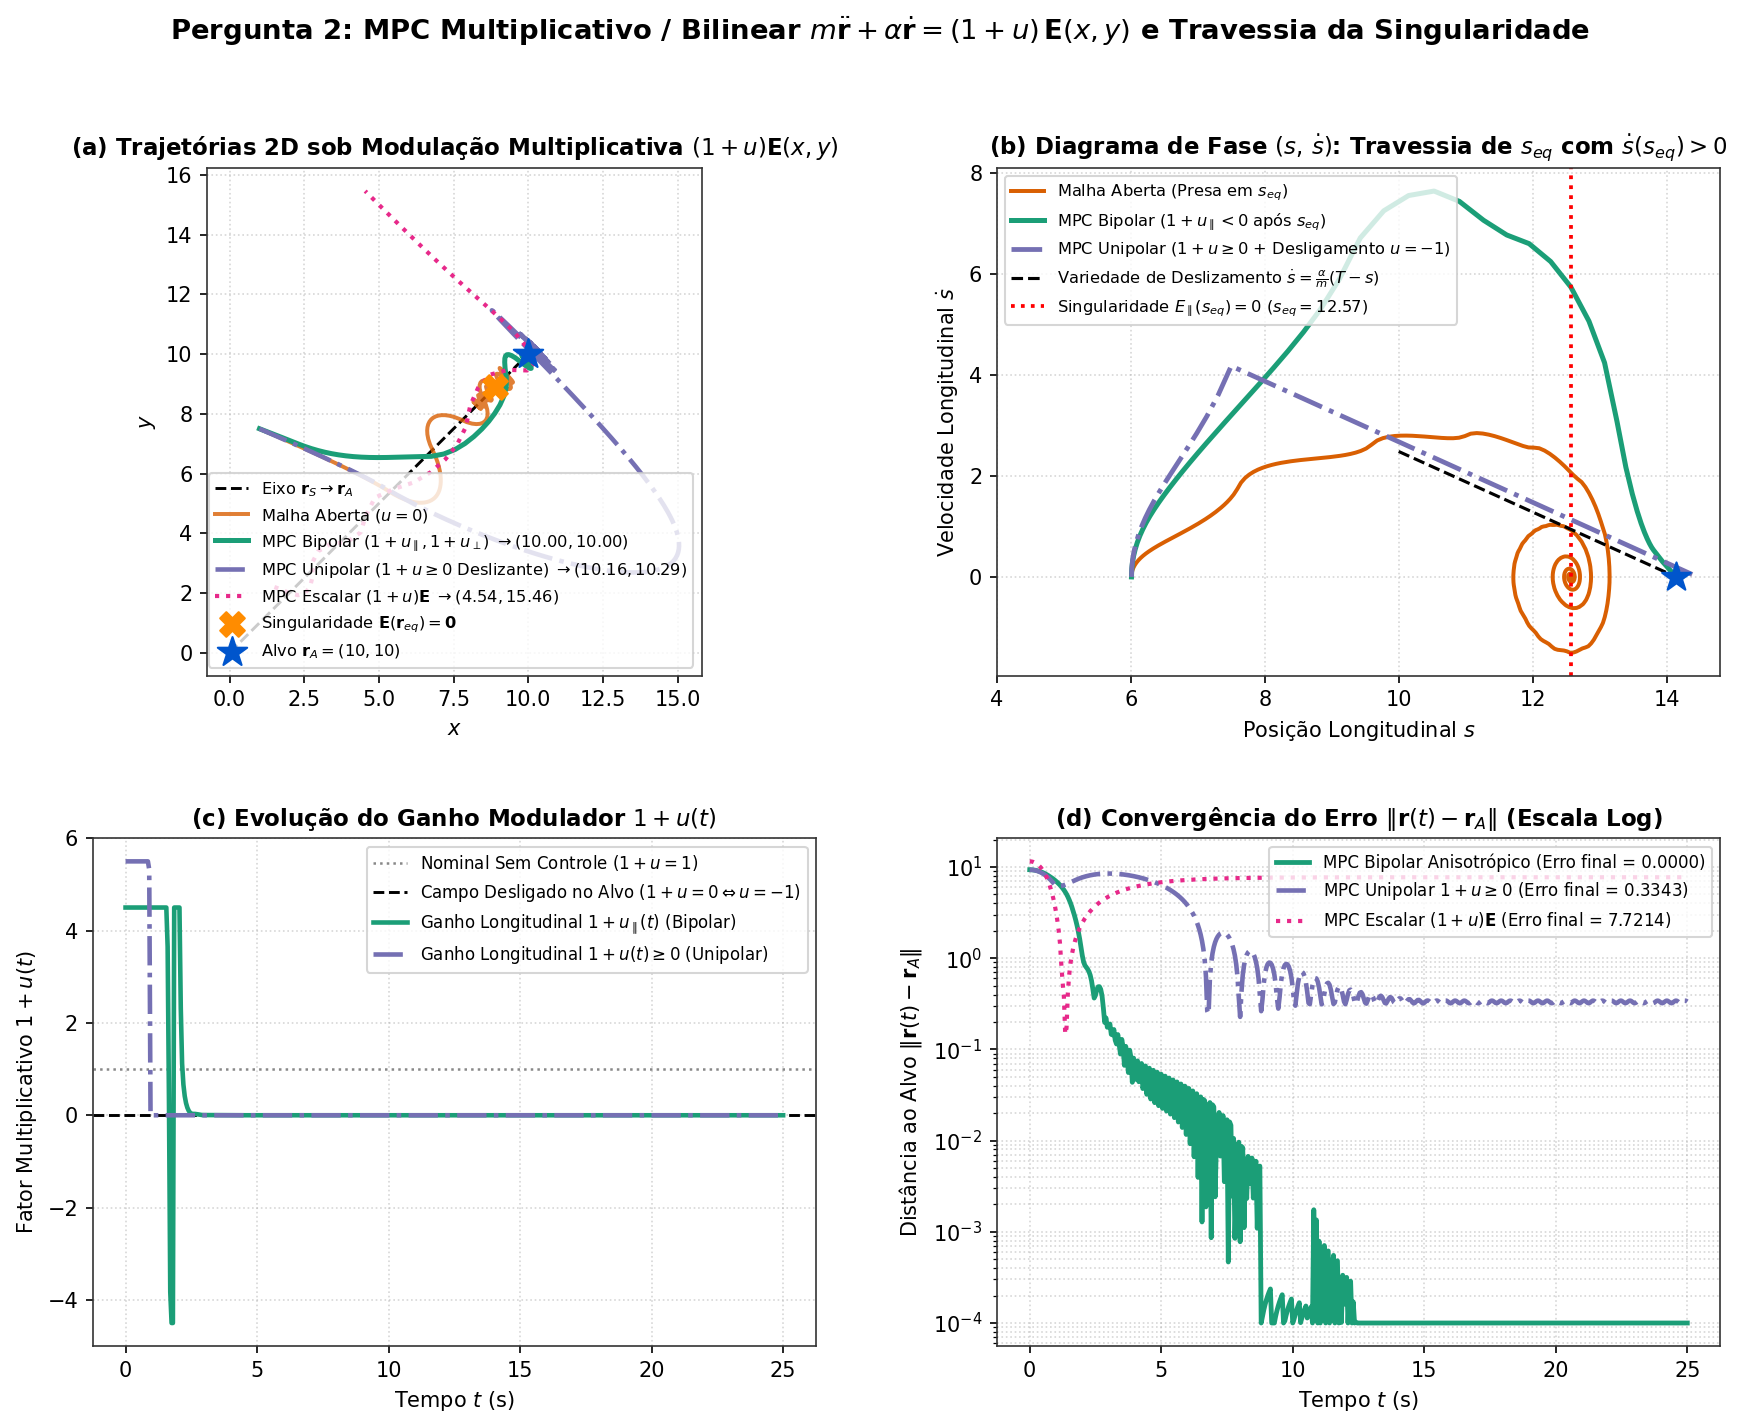 Pergunta 2: MPC Multiplicativo / Bilinear $m\ddot{\mathbf{r}} + \alpha\dot{\mathbf{r}} = (1 + u)\,\mathbf{E}(x, y)$ e Travessia da Singularidade
(a) Trajetórias 2D sob Modulação Multiplicativa $(1 + u)\mathbf{E}(x, y)$
16
14
12
10
8
6
4
2
0
y
Eixo $\mathbf{r}_S \rightarrow \mathbf{r}_A$
Malha Aberta ($u = 0$)
MPC Bipolar ($1 + u_\parallel, 1 + u_\perp$) → (10.00, 10.00)
MPC Unipolar ($1 + u \geq 0$ Deslizante) → (10.16, 10.29)
MPC Escalar $(1 + u)\mathbf{E}$ → (4.54, 15.46)
Singularidade $\mathbf{E}(\mathbf{r}_{eq}) = \mathbf{0}$
Alvo $\mathbf{r}_A = (10, 10)$
0.0 2.5 5.0 7.5 10.0 12.5 15.0
x
(b) Diagrama de Fase $(s, \dot{s})$: Travessia de $s_{eq}$ com $\dot{s}(s_{eq}) > 0$
8
6
4
2
0
Velocidade Longitudinal $\dot{s}$
Malha Aberta (Presa em $s_{eq}$)
MPC Bipolar ($1 + u_\parallel < 0$ após $s_{eq}$)
MPC Unipolar ($1 + u \geq 0$ + Desligamento $u = -1$)
Variedade de Deslizamento $\dot{s} = \frac{\alpha}{m}(T - s)$
Singularidade $E_\parallel(s_{eq}) = 0$ ($s_{eq} = 12.57$)
4 6 8 10 12 14
Posição Longitudinal $s$
(c) Evolução do Ganho Modulador $1 + u(t)$
6
4
2
0
−2
−4
Fator Multiplicativo $1 + u(t)$
Nominal Sem Controle ($1 + u = 1$)
Campo Desligado no Alvo ($1 + u = 0 \Leftrightarrow u = -1$)
Ganho Longitudinal $1 + u_\parallel(t)$ (Bipolar)
Ganho Longitudinal $1 + u(t) \geq 0$ (Unipolar)
0 5 10 15 20 25
Tempo $t$ (s)
(d) Convergência do Erro $\|\mathbf{r}(t) - \mathbf{r}_A\|$ (Escala Log)
$10^1$
$10^0$
$10^{-1}$
$10^{-2}$
$10^{-3}$
$10^{-4}$
Distância ao Alvo $\|\mathbf{r}(t) - \mathbf{r}_A\|$
MPC Bipolar Anisotrópico (Erro final = 0.0000)
MPC Unipolar $1 + u \geq 0$ (Erro final = 0.3343)
MPC Escalar $(1 + u)\mathbf{E}$ (Erro final = 7.7214)
0 5 10 15 20 25
Tempo $t$ (s)